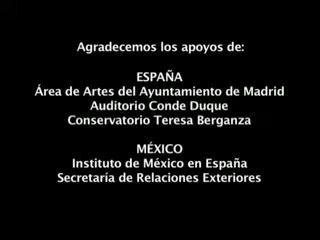 Agradecemos los apoyos de:
ESPAÑA
Área de Artes del Ayuntamiento de Madrid
Auditorio Conde Duque
Conservatorio Teresa Berganza
MÉXICO
Instituto de México en España
Secretaría de Relaciones Exteriores